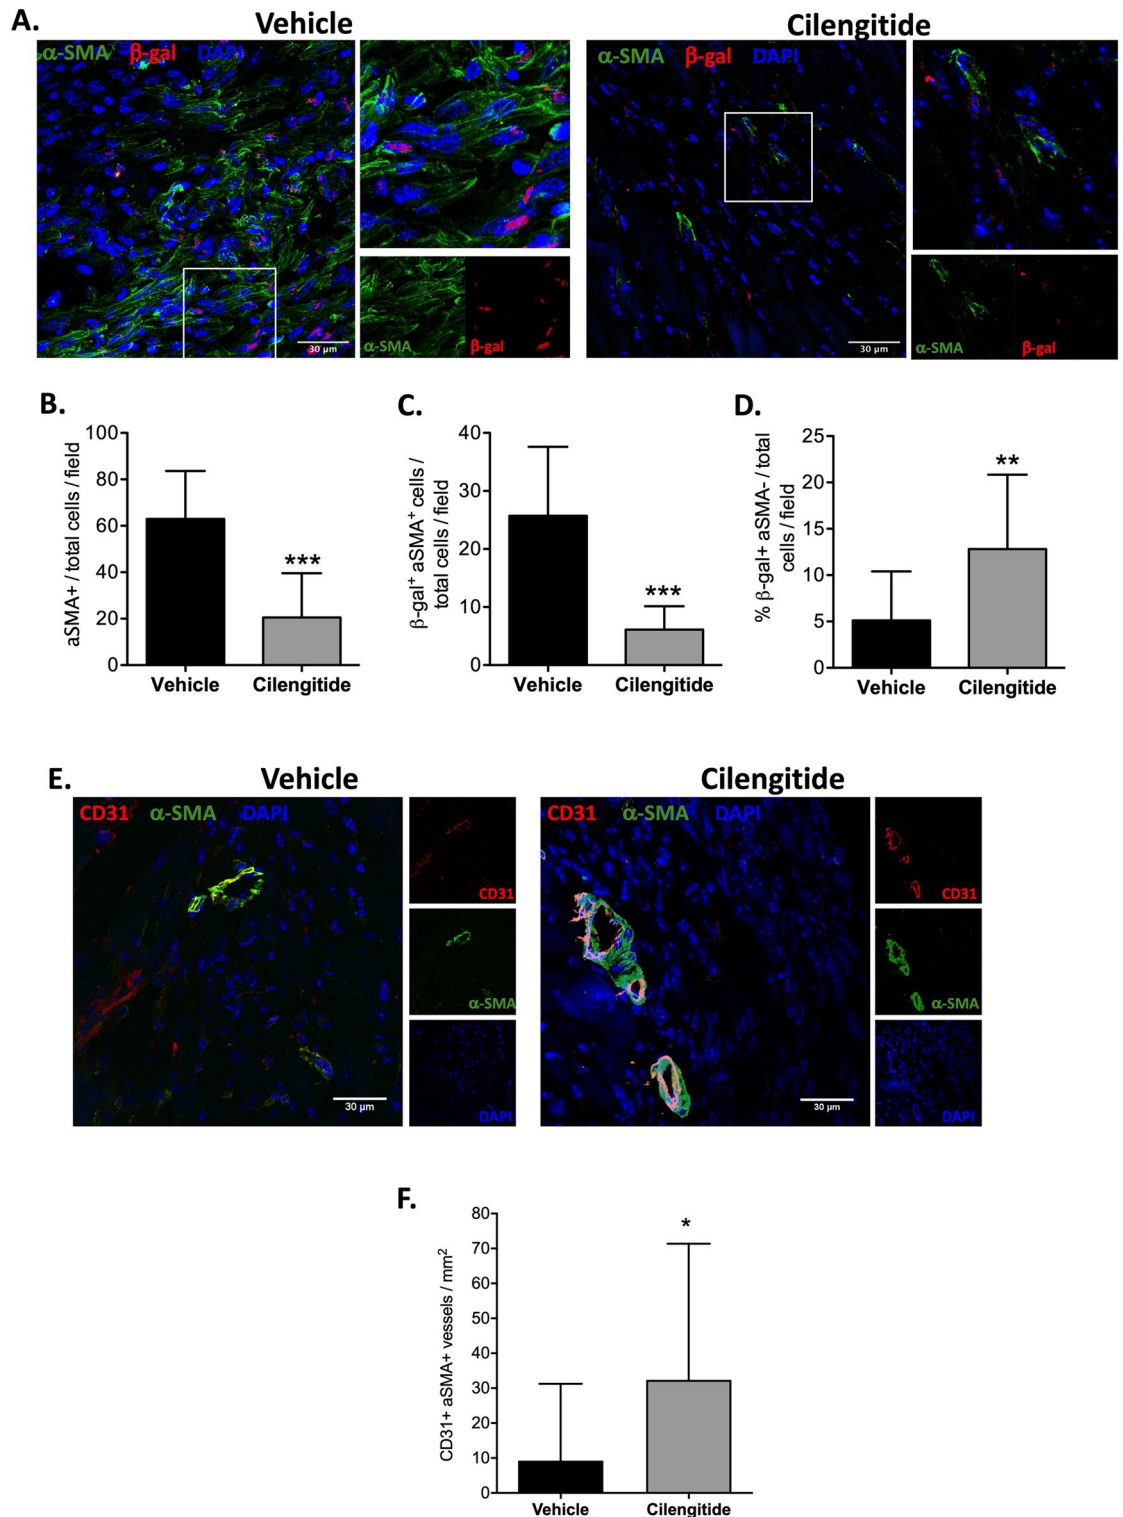 A.
Vehicle
Cilengitide
α-SMA β-gal DAPI
α-SMA β-gal DAPI
30 µm
α-SMA
β-gal
30 µm
α-SMA
β-gal
B.
C.
D.
100
80
60
40
20
0
aSMA+ / total cells / field
***
Vehicle
Cilengitide
40
30
20
10
0
β-gal⁺ aSMA⁺ cells /
total cells / field
***
Vehicle
Cilengitide
25
20
15
10
5
0
% β-gal+ aSMA- / total
cells / field
**
Vehicle
Cilengitide
E.
Vehicle
Cilengitide
CD31 α-SMA DAPI
CD31
α-SMA
DAPI
30 µm
CD31 α-SMA DAPI
CD31
α-SMA
DAPI
30 µm
F.
80
70
60
50
40
30
20
10
0
CD31+ aSMA+ vessels / mm²
*
Vehicle
Cilengitide